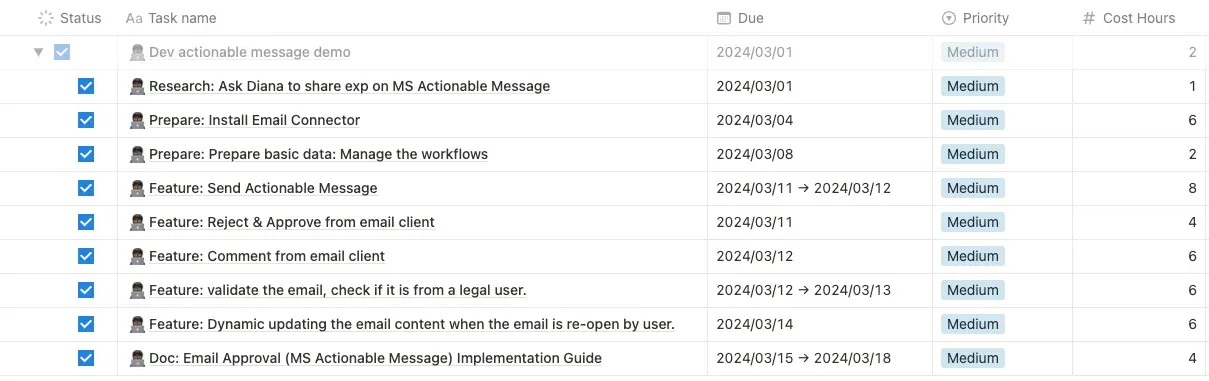 Status Aa Task name Due Priority # Cost Hours
Dev actionable message demo 2024/03/01 Medium 2
Research: Ask Diana to share exp on MS Actionable Message 2024/03/01 Medium 1
Prepare: Install Email Connector 2024/03/04 Medium 6
Prepare: Prepare basic data: Manage the workflows 2024/03/08 Medium 2
Feature: Send Actionable Message 2024/03/11 → 2024/03/12 Medium 8
Feature: Reject & Approve from email client 2024/03/11 Medium 4
Feature: Comment from email client 2024/03/12 Medium 6
Feature: validate the email, check if it is from a legal user. 2024/03/12 → 2024/03/13 Medium 6
Feature: Dynamic updating the email content when the email is re-open by user. 2024/03/14 Medium 6
Doc: Email Approval (MS Actionable Message) Implementation Guide 2024/03/15 → 2024/03/18 Medium 4